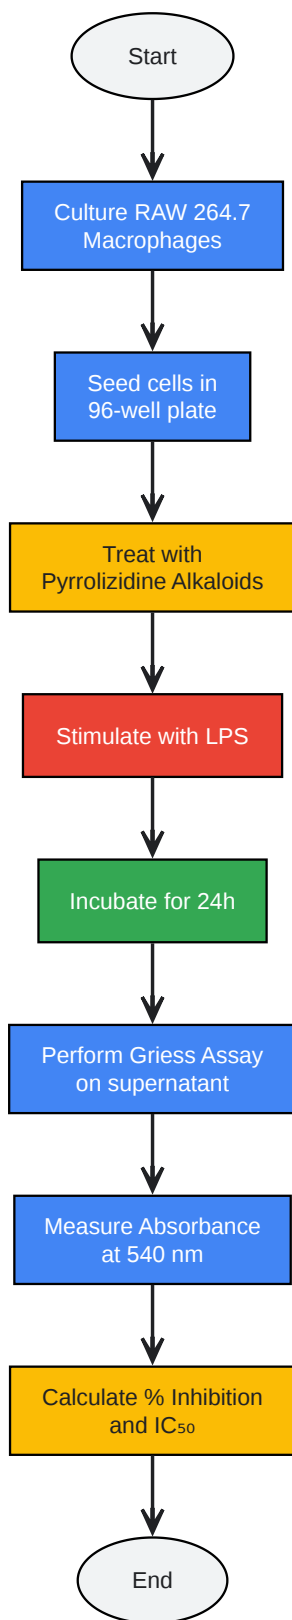 Start
Culture RAW 264.7
Macrophages
Seed cells in
96-well plate
Treat with
Pyrrolizidine Alkaloids
Stimulate with LPS
Incubate for 24h
Perform Griess Assay
on supernatant
Measure Absorbance
at 540 nm
Calculate % Inhibition
and IC₅₀
End